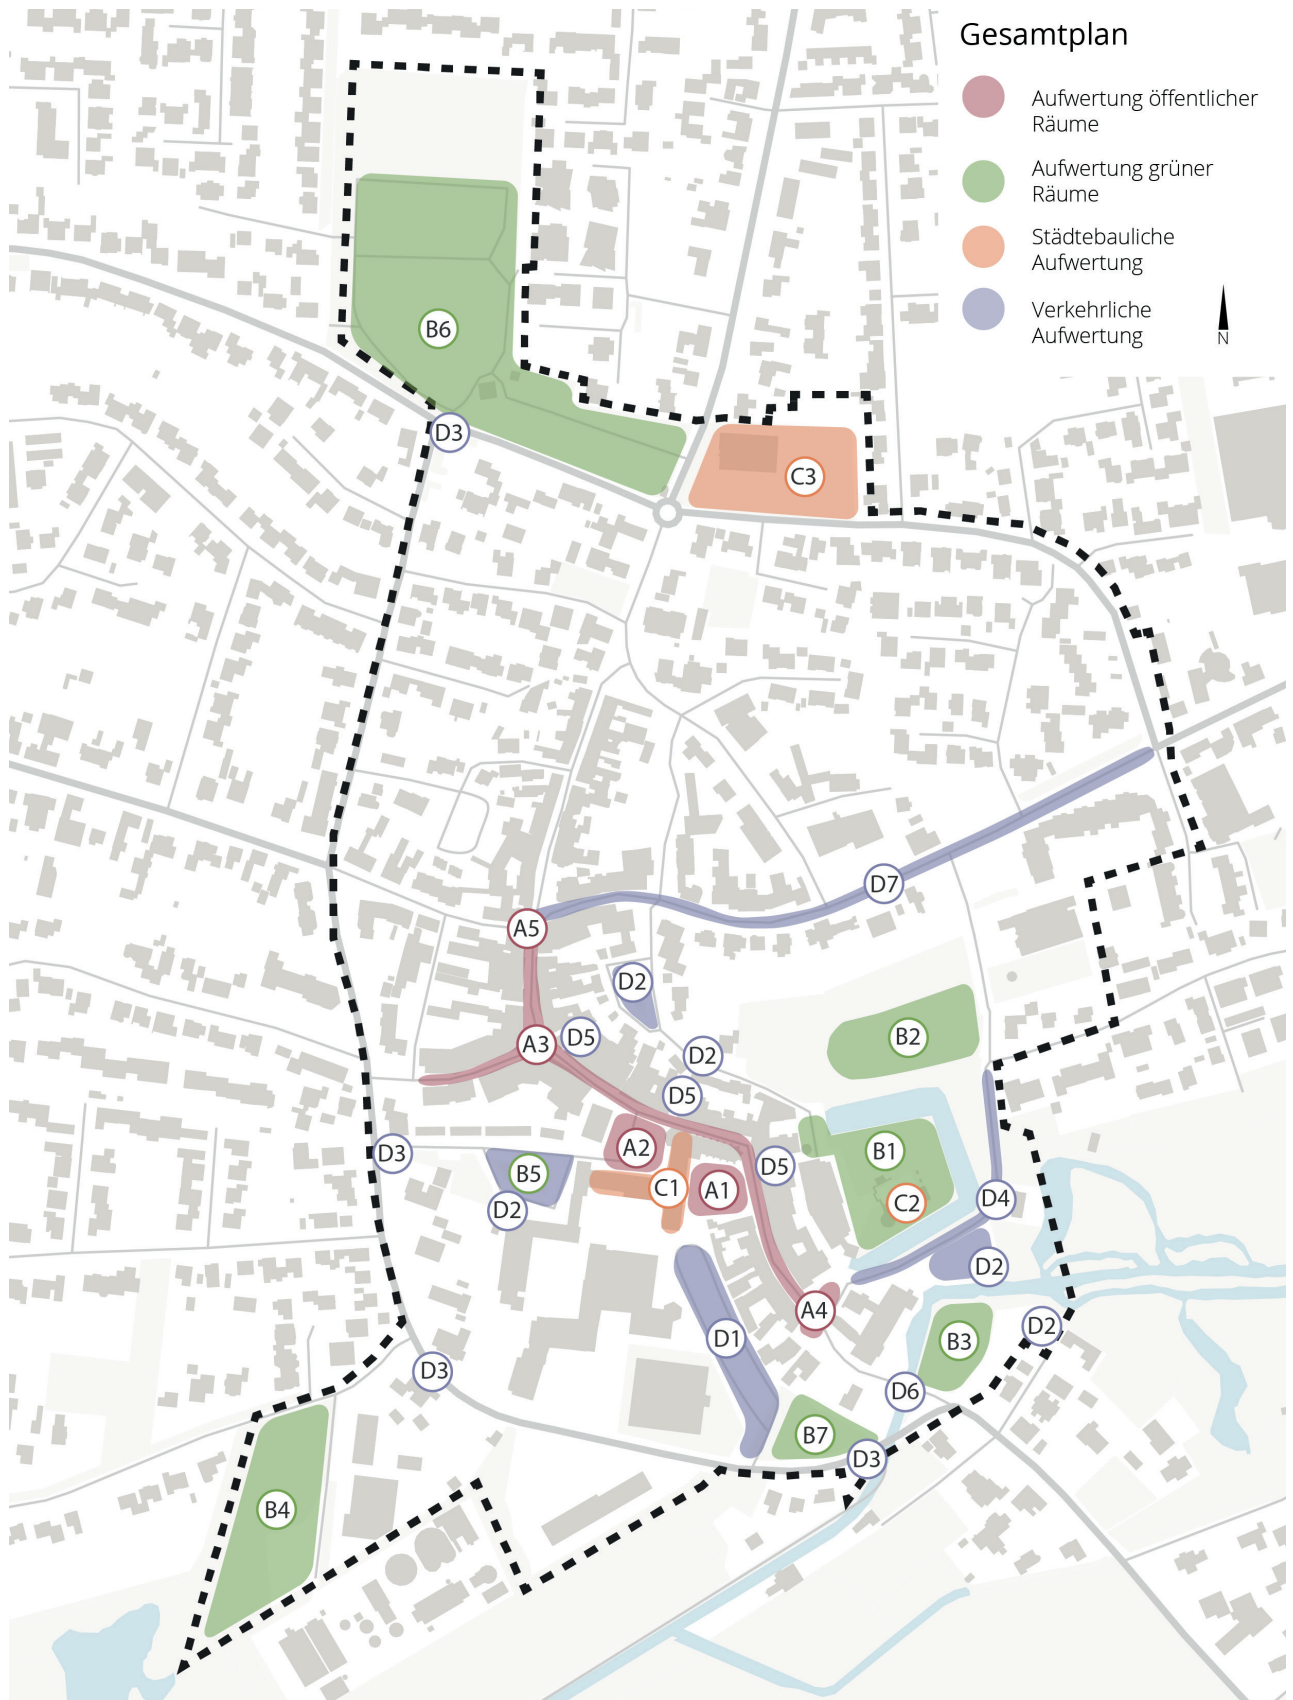 Gesamtplan
Aufwertung öffentlicher
Räume
Aufwertung grüner
Räume
Städtebauliche
Aufwertung
Verkehrliche
Aufwertung
N
B6
D3
C3
D7
A5
D2
D5
A3
B2
D2
D5
A2
B1
D3
D5
B5
C1
A1
C2
D4
D2
D2
A4
D2
D1
B3
D3
D6
B7
D3
B4